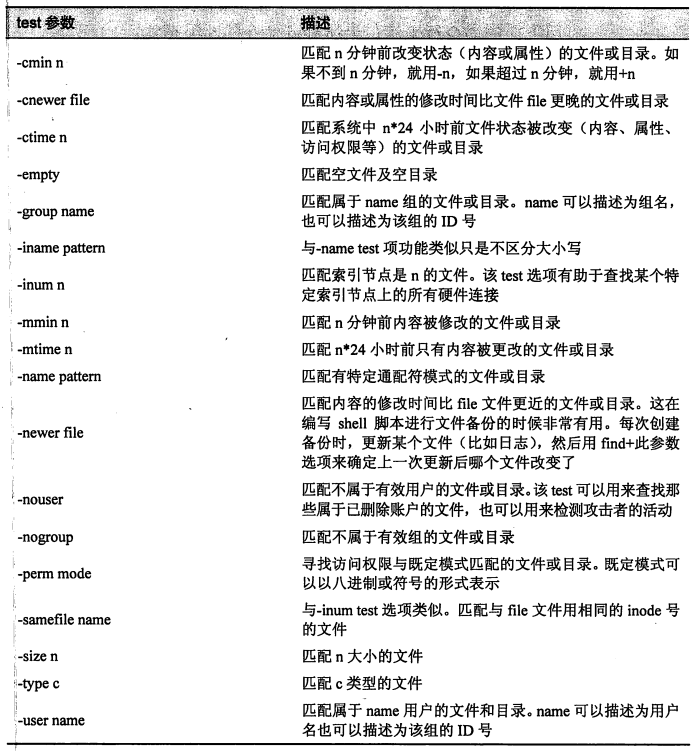 test 参数 描述
-cmin n 匹配 n 分钟前改变状态（内容或属性）的文件或目录。如
果不到 n 分钟，就用-n，如果超过 n 分钟，就用+n
-cnewer file 匹配内容或属性的修改时间比文件 file 更晚的文件或目录
-ctime n 匹配系统中 n*24 小时前文件状态被改变（内容、属性、
访问权限等）的文件或目录
-empty 匹配空文件及空目录
-group name 匹配属于 name 组的文件或目录。name 可以描述为组名，
也可以描述为该组的 ID 号
-iname pattern 与-name test 项功能类似只是不区分大小写
-inum n 匹配索引节点是 n 的文件。该 test 选项有助于查找某个特
定索引节点上的所有硬件连接
-mmin n 匹配 n 分钟前内容被修改的文件或目录
-mtime n 匹配 n*24 小时前只有内容被更改的文件或目录
-name pattern 匹配有特定通配符模式的文件或目录
-newer file 匹配内容的修改时间比 file 文件更近的文件或目录。这在
编写 shell 脚本进行文件备份的时候非常有用。每次创建
备份时，更新某个文件（比如日志），然后用 find+此参数
选项来确定上一次更新后哪个文件改变了
-nouser 匹配不属于有效用户的文件或目录。该 test 可以用来查找那
些属于已删除账户的文件，也可以用来检测攻击者的活动
-nogroup 匹配不属于有效组的文件或目录
-perm mode 寻找访问权限与既定模式匹配的文件或目录。既定模式可
以以八进制或符号的形式表示
-samefile name 与-inum test 选项类似。匹配与 file 文件用相同的 inode 号
的文件
-size n 匹配 n 大小的文件
-type c 匹配 c 类型的文件
-user name 匹配属于 name 用户的文件和目录。name 可以描述为用户
名也可以描述为该组的 ID 号